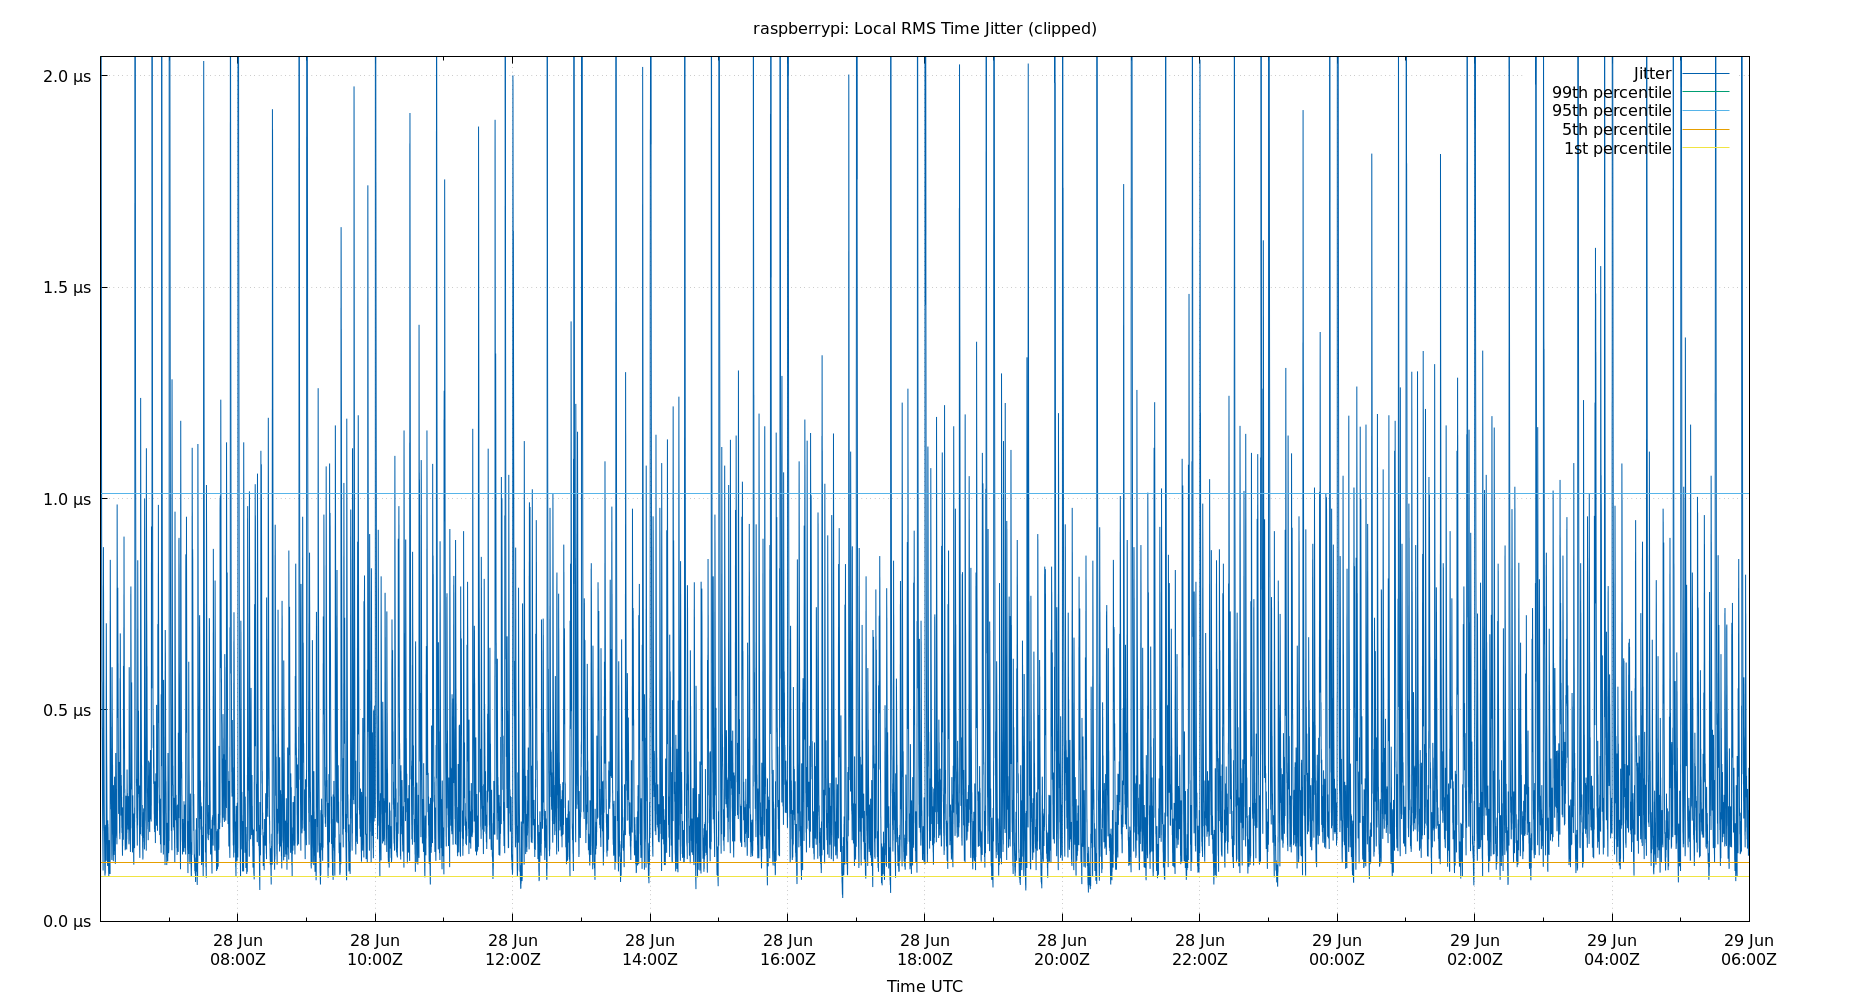 raspberrypi: Local RMS Time Jitter (clipped)
2.0 µs
1.5 µs
1.0 µs
0.5 µs
0.0 µs
Jitter
99th percentile
95th percentile
5th percentile
1st percentile
28 Jun 28 Jun 28 Jun 28 Jun 28 Jun 28 Jun 28 Jun 28 Jun 29 Jun 29 Jun 29 Jun 29 Jun
08:00Z 10:00Z 12:00Z 14:00Z 16:00Z 18:00Z 20:00Z 22:00Z 00:00Z 02:00Z 04:00Z 06:00Z
Time UTC